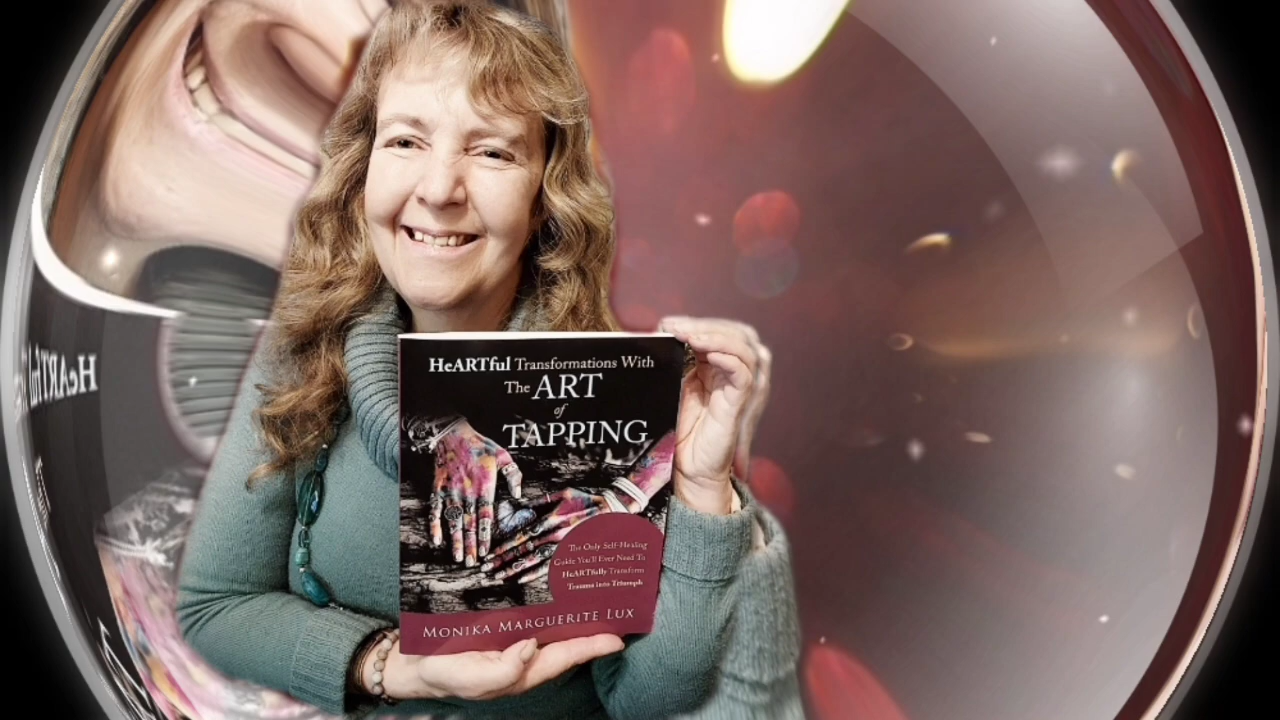 HeARTful Transformations With
The ART
of
TAPPING
The Only Self-Healing
Guide You'll Ever Need To
HeARTfully Transform
Trauma into Triumph
MONIKA MARGUERITE LUX
HeARTful